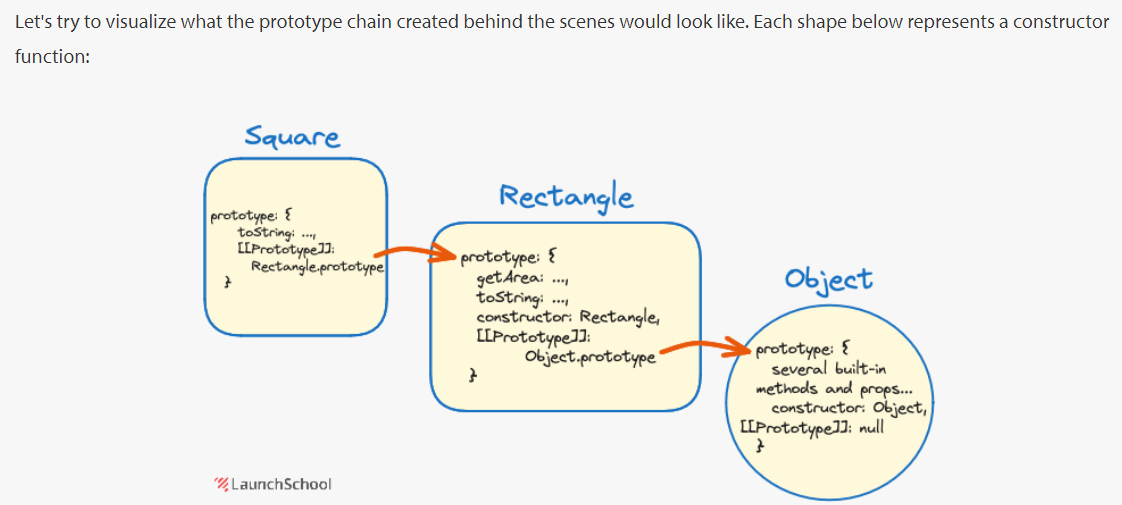 Let's try to visualize what the prototype chain created behind the scenes would look like. Each shape below represents a constructor
function:
Square
prototype: {
toString: ...,
[[Prototype]]:
Rectangle.prototype
}
Rectangle
prototype: {
getArea: ...,
toString: ...,
constructor: Rectangle,
[[Prototype]]:
Object.prototype
}
Object
prototype: {
several built-in
methods and props...
constructor: Object,
[[Prototype]]: null
}
LaunchSchool